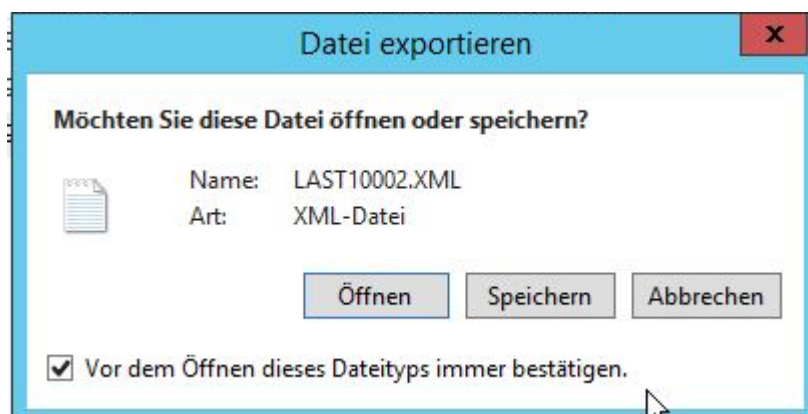 Datei exportieren
x
Möchten Sie diese Datei öffnen oder speichern?
Name: LAST10002.XML
Art: XML-Datei
Öffnen Speichern Abbrechen
Vor dem Öffnen dieses Dateityps immer bestätigen.